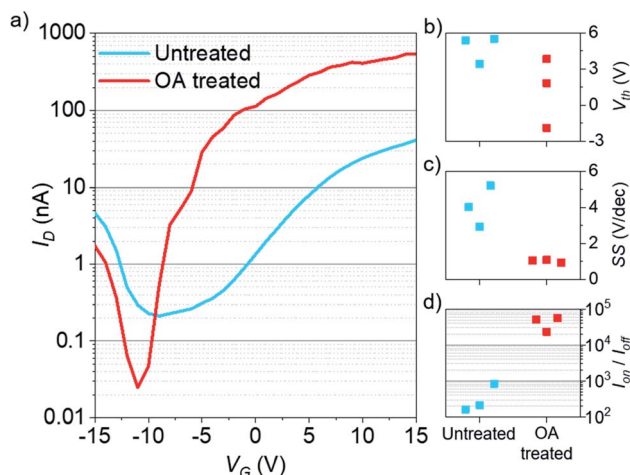 a)
1000
100
10
1
0.1
0.01
I_D (nA)
Untreated
OA treated
-15
-10
-5
0
5
10
15
V_G (V)
b)
6
3
0
-3
V_th (V)
c)
6
4
2
0
SS (V/dec)
d)
10^5
10^4
10^3
10^2
I_on / I_off
Untreated
OA
treated